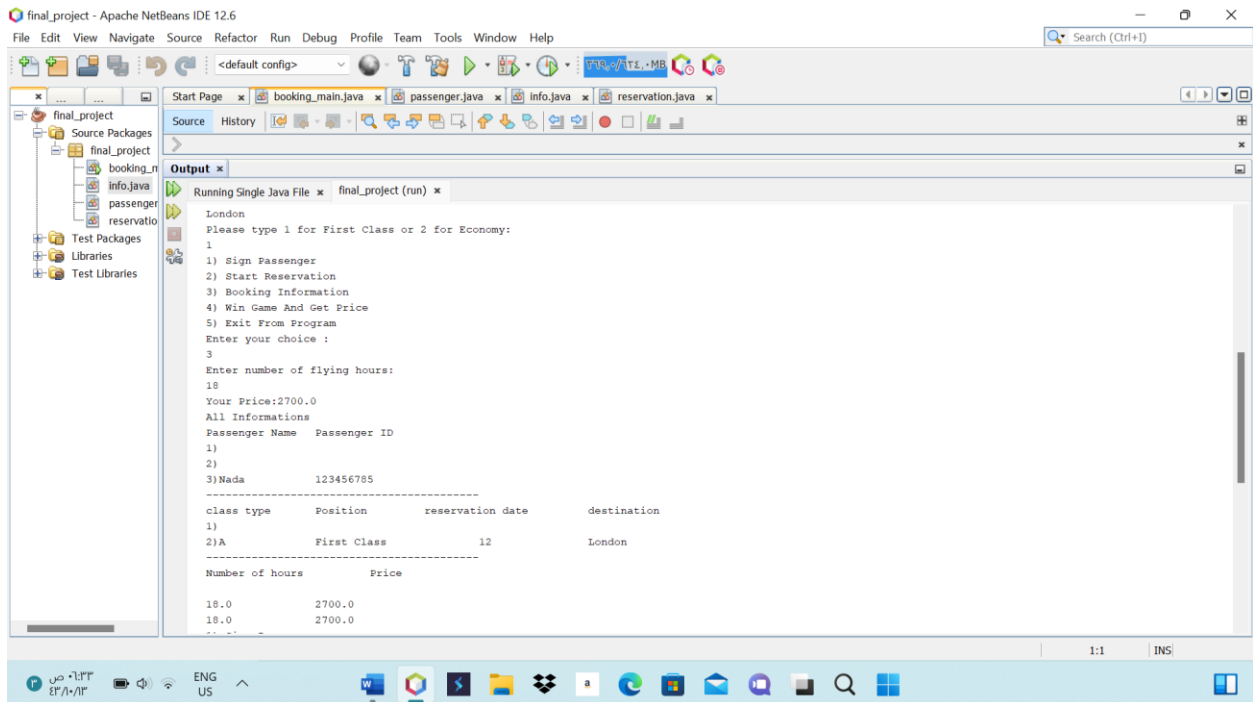 final_project - Apache NetBeans IDE 12.6
File Edit View Navigate Source Refactor Run Debug Profile Team Tools Window Help
Search (Ctrl+I)
<default config>
Start Page booking_main.java passenger.java info.java reservation.java
final_project
Source Packages
final_project
booking_m
info.java
passenger
reservatio
Test Packages
Libraries
Test Libraries
Source History
Output
Running Single Java File final_project (run)
London
Please type 1 for First Class or 2 for Economy:
1
1) Sign Passenger
2) Start Reservation
3) Booking Information
4) Win Game And Get Price
5) Exit From Program
Enter your choice :
3
Enter number of flying hours:
18
Your Price:2700.0
All Informations
Passenger Name Passenger ID
1)
2)
3)Nada 123456785
------------------------------------------
class type Position reservation date destination
1)
2)A First Class 12 London
------------------------------------------
Number of hours Price
18.0 2700.0
18.0 2700.0
1:1 INS
ENG
US